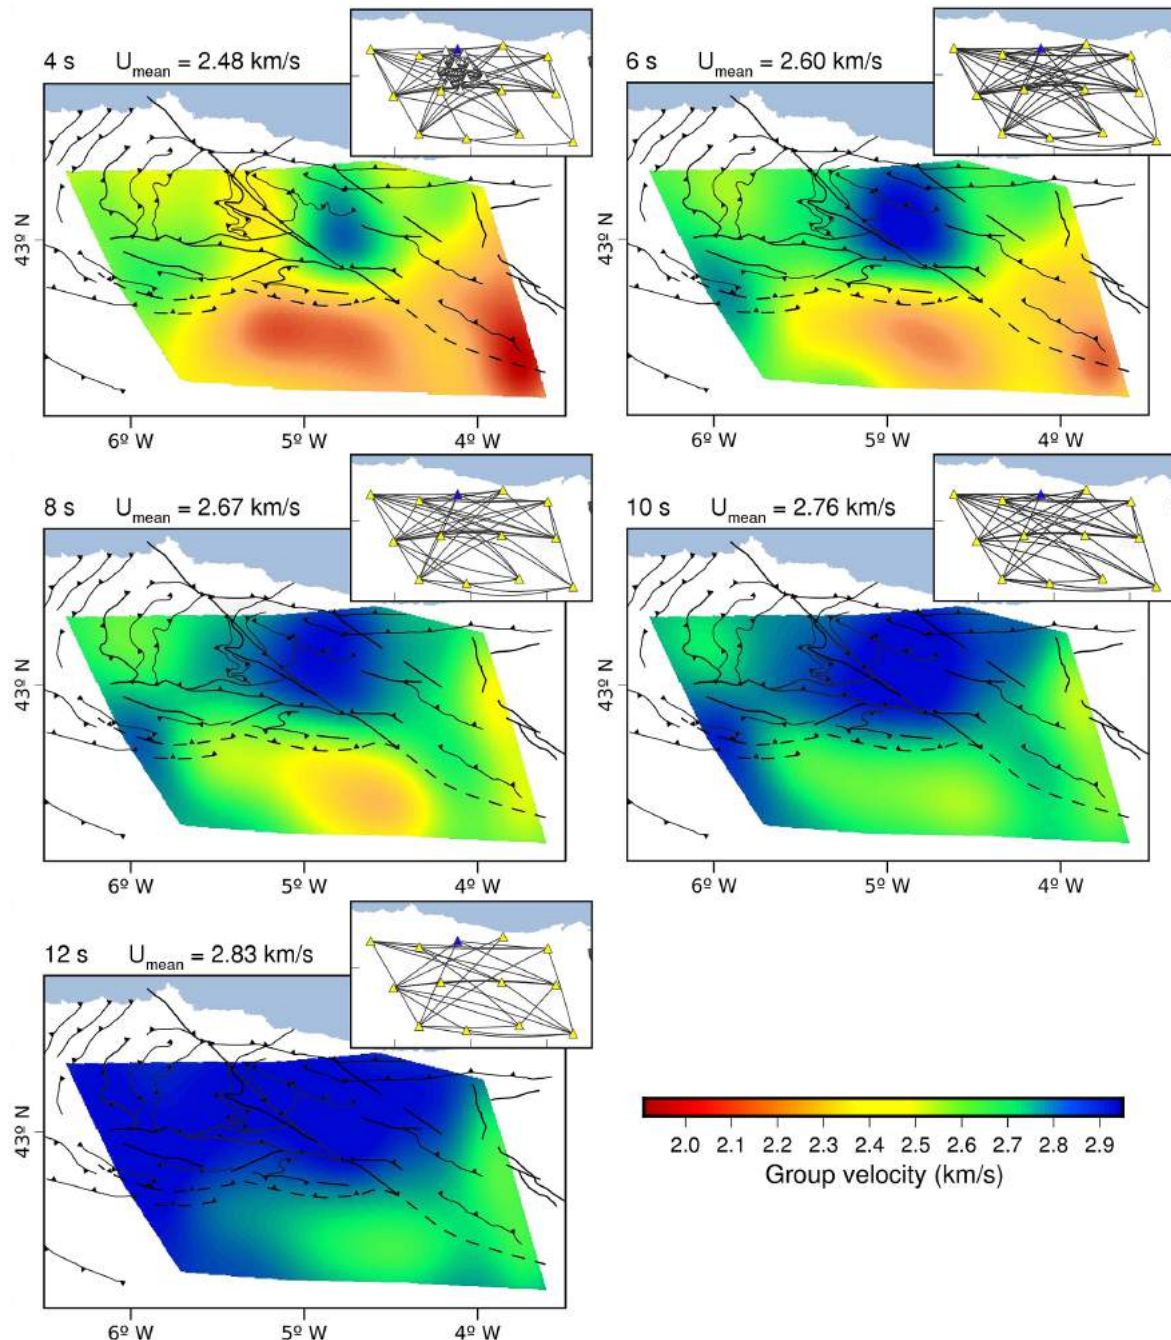 4 s U_mean = 2.48 km/s
6 s U_mean = 2.60 km/s
43º N
43º N
6º W 5º W 4º W
6º W 5º W 4º W
8 s U_mean = 2.67 km/s
10 s U_mean = 2.76 km/s
43º N
43º N
6º W 5º W 4º W
6º W 5º W 4º W
12 s U_mean = 2.83 km/s
43º N
6º W 5º W 4º W
2.0 2.1 2.2 2.3 2.4 2.5 2.6 2.7 2.8 2.9
Group velocity (km/s)